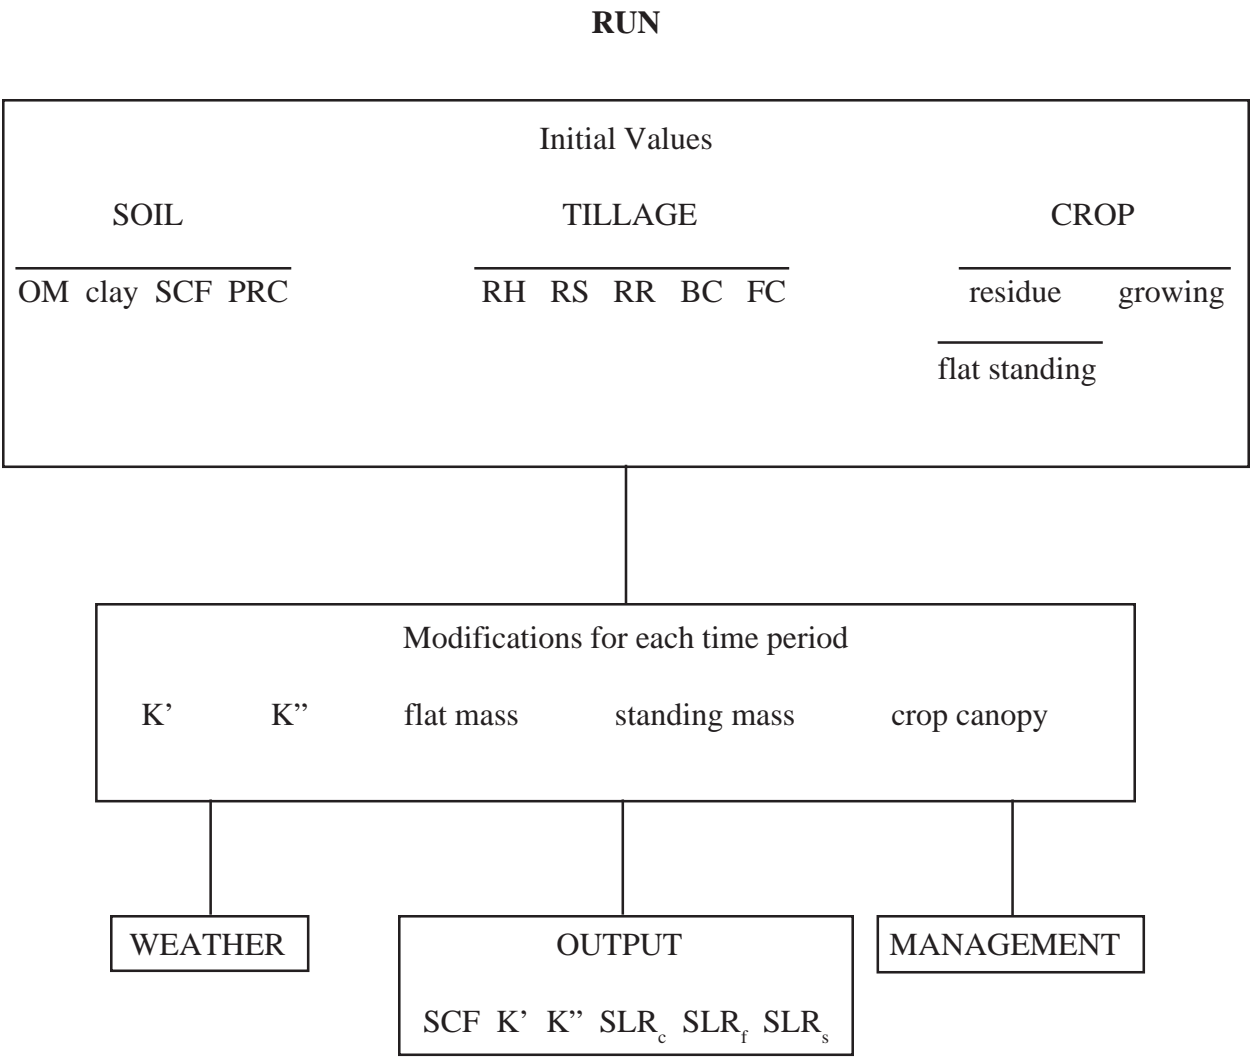 RUN
Initial Values
SOIL TILLAGE CROP
OM clay SCF PRC RH RS RR BC FC residue growing
flat standing
Modifications for each time period
K’ K” flat mass standing mass crop canopy
WEATHER OUTPUT MANAGEMENT
SCF K’ K” SLRc SLRf SLRs